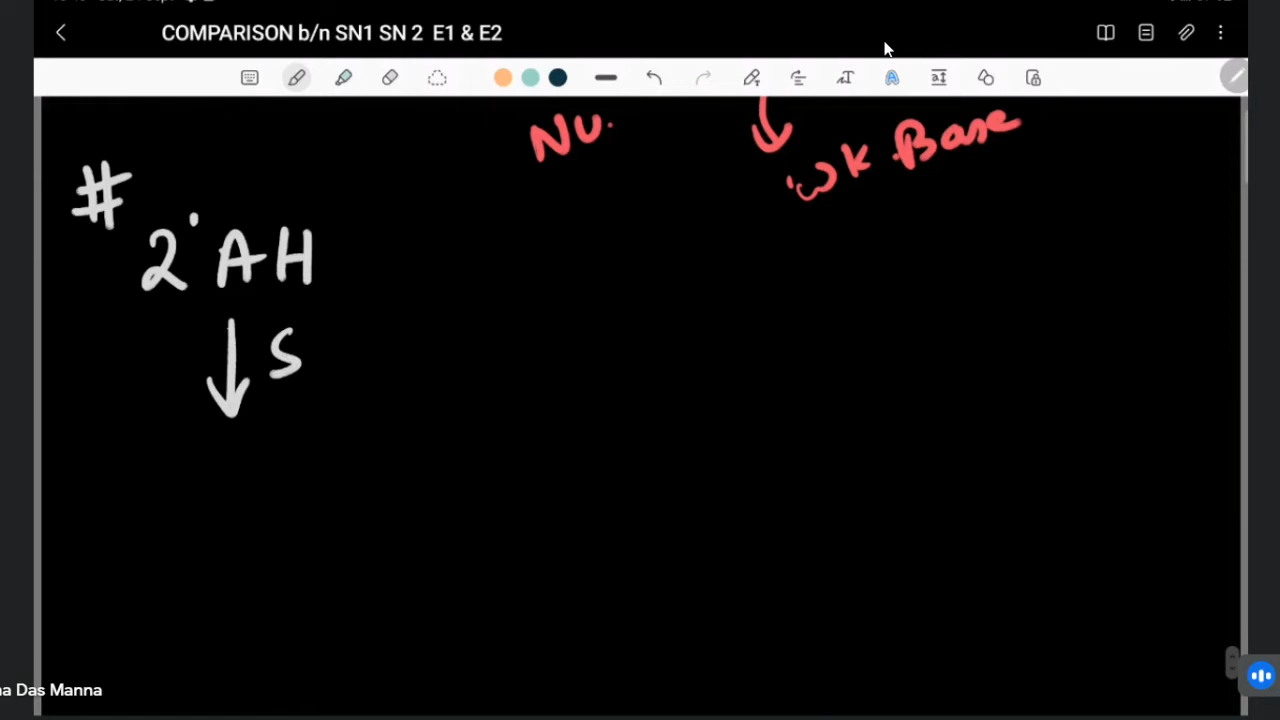 COMPARISON b/n SN1 SN 2 E1 & E2
Nu.
wk Base
#
2° AH
S
a Das Manna